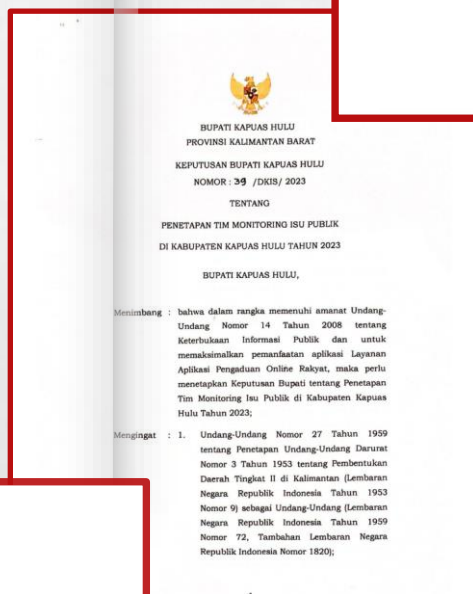 BUPATI KAPUAS HULU
PROVINSI KALIMANTAN BARAT
KEPUTUSAN BUPATI KAPUAS HULU
NOMOR : 39 /DKIS/ 2023
TENTANG
PENETAPAN TIM MONITORING ISU PUBLIK
DI KABUPATEN KAPUAS HULU TAHUN 2023
BUPATI KAPUAS HULU,
Menimbang : bahwa dalam rangka memenuhi amanat Undang-
Undang Nomor 14 Tahun 2008 tentang
Keterbukaan Informasi Publik dan untuk
memaksimalkan pemanfaatan aplikasi Layanan
Aplikasi Pengaduan Online Rakyat, maka perlu
menetapkan Keputusan Bupati tentang Penetapan
Tim Monitoring Isu Publik di Kabupaten Kapuas
Hulu Tahun 2023;
Mengingat : 1. Undang-Undang Nomor 27 Tahun 1959
tentang Penetapan Undang-Undang Darurat
Nomor 3 Tahun 1953 tentang Pembentukan
Daerah Tingkat II di Kalimantan (Lembaran
Negara Republik Indonesia Tahun 1953
Nomor 9) sebagai Undang-Undang (Lembaran
Negara Republik Indonesia Tahun 1959
Nomor 72, Tambahan Lembaran Negara
Republik Indonesia Nomor 1820);